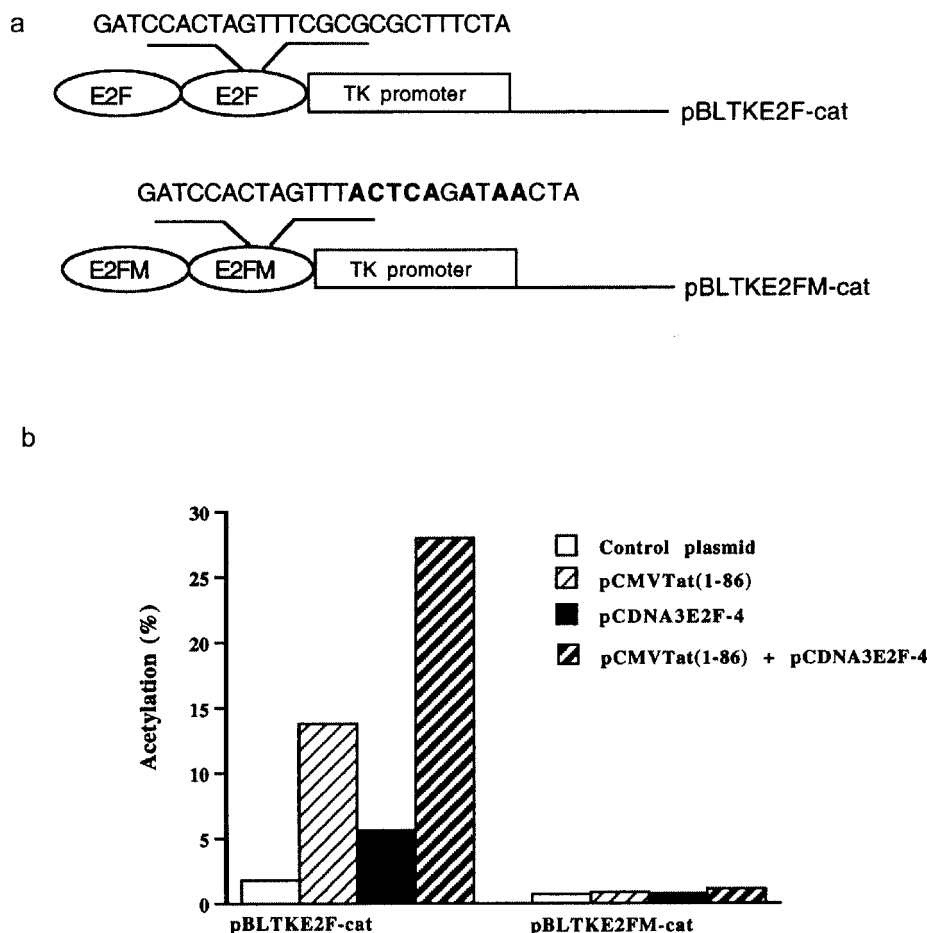 a
GATCCACTAGTTTCGCGCGCTTTCTA
E2F E2F TK promoter
pBLTKE2F-cat
GATCCACTAGTTTACTCAGATAACTA
E2FM E2FM TK promoter
pBLTKE2FM-cat
b
Acetylation (%)
30
25
20
15
10
5
0
Control plasmid
pCMVTat(1-86)
pCDNA3E2F-4
pCMVTat(1-86) + pCDNA3E2F-4
pBLTKE2F-cat pBLTKE2FM-cat